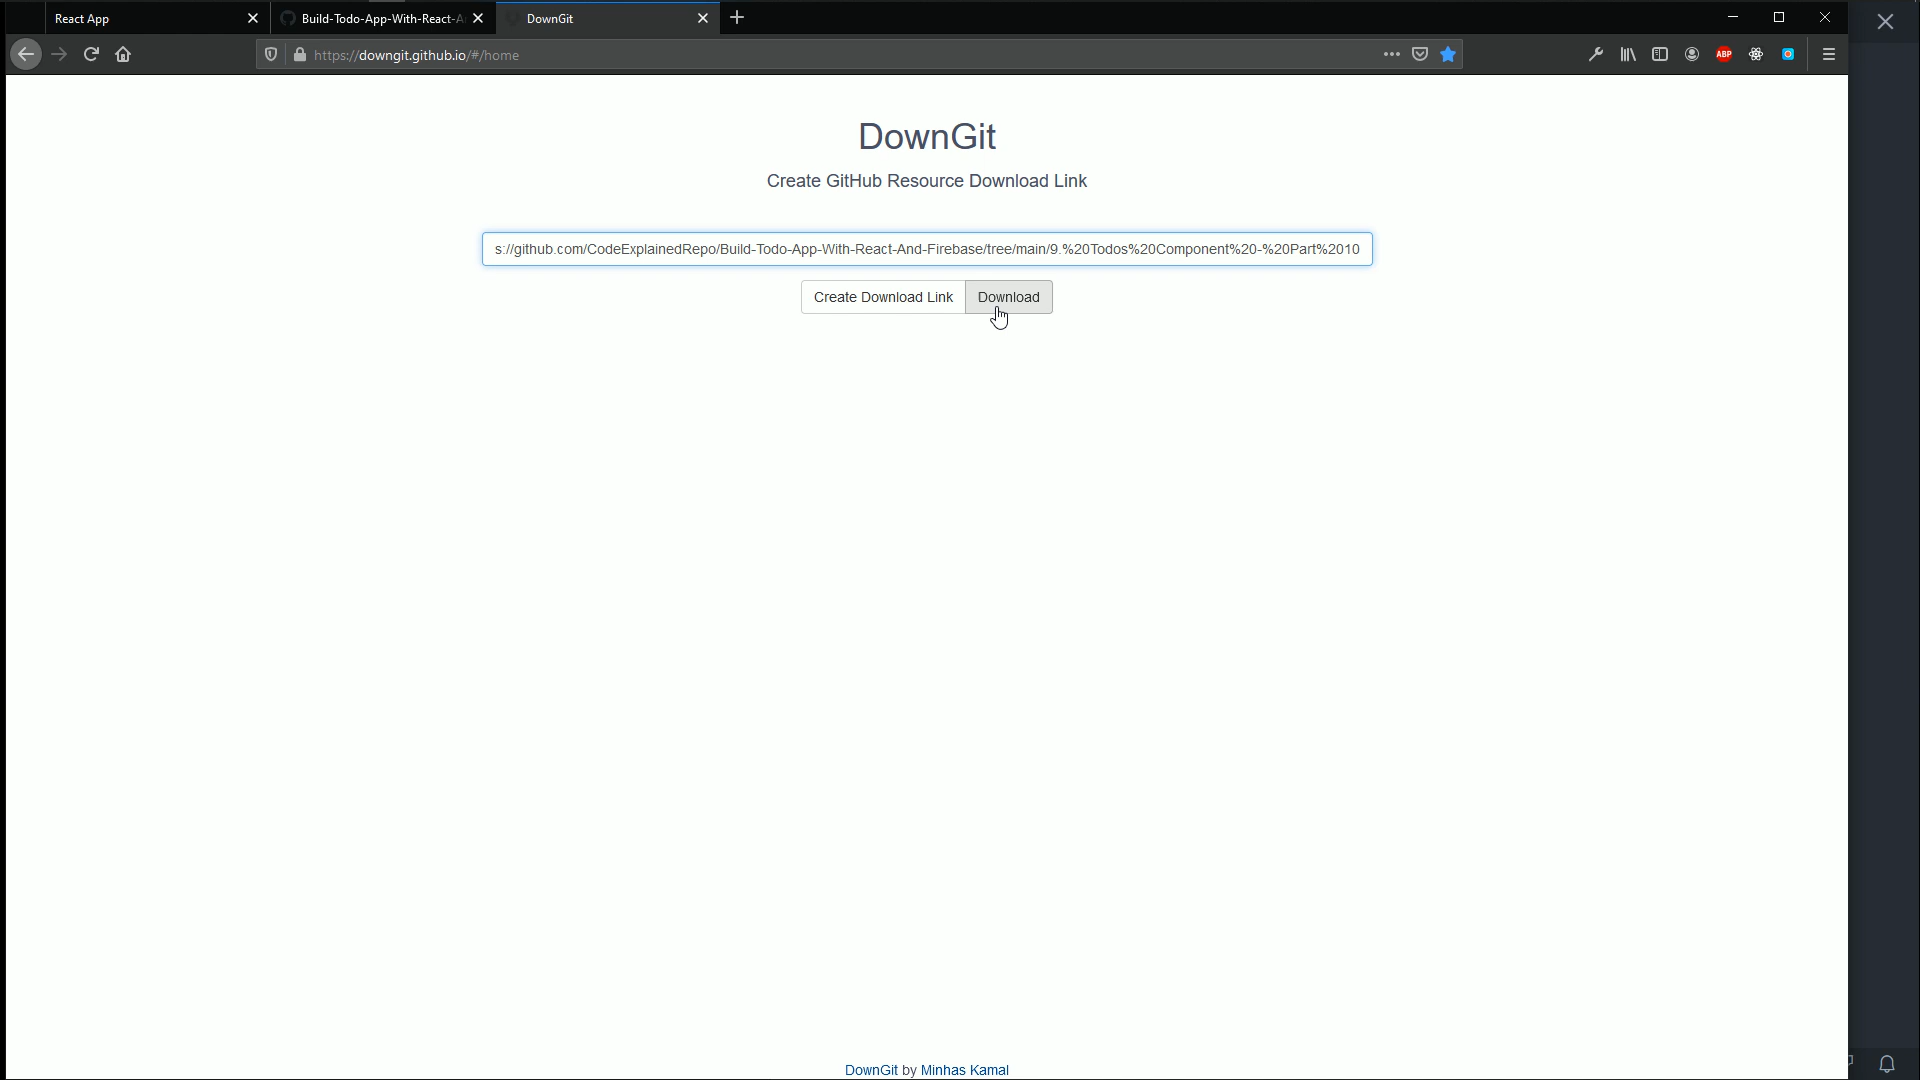 React App
Build-Todo-App-With-React-A
DownGit
https://downgit.github.io/#/home
ABP
DownGit
Create GitHub Resource Download Link
s://github.com/CodeExplainedRepo/Build-Todo-App-With-React-And-Firebase/tree/main/9.%20Todos%20Component%20-%20Part%2010
Create Download Link
Download
DownGit by Minhas Kamal